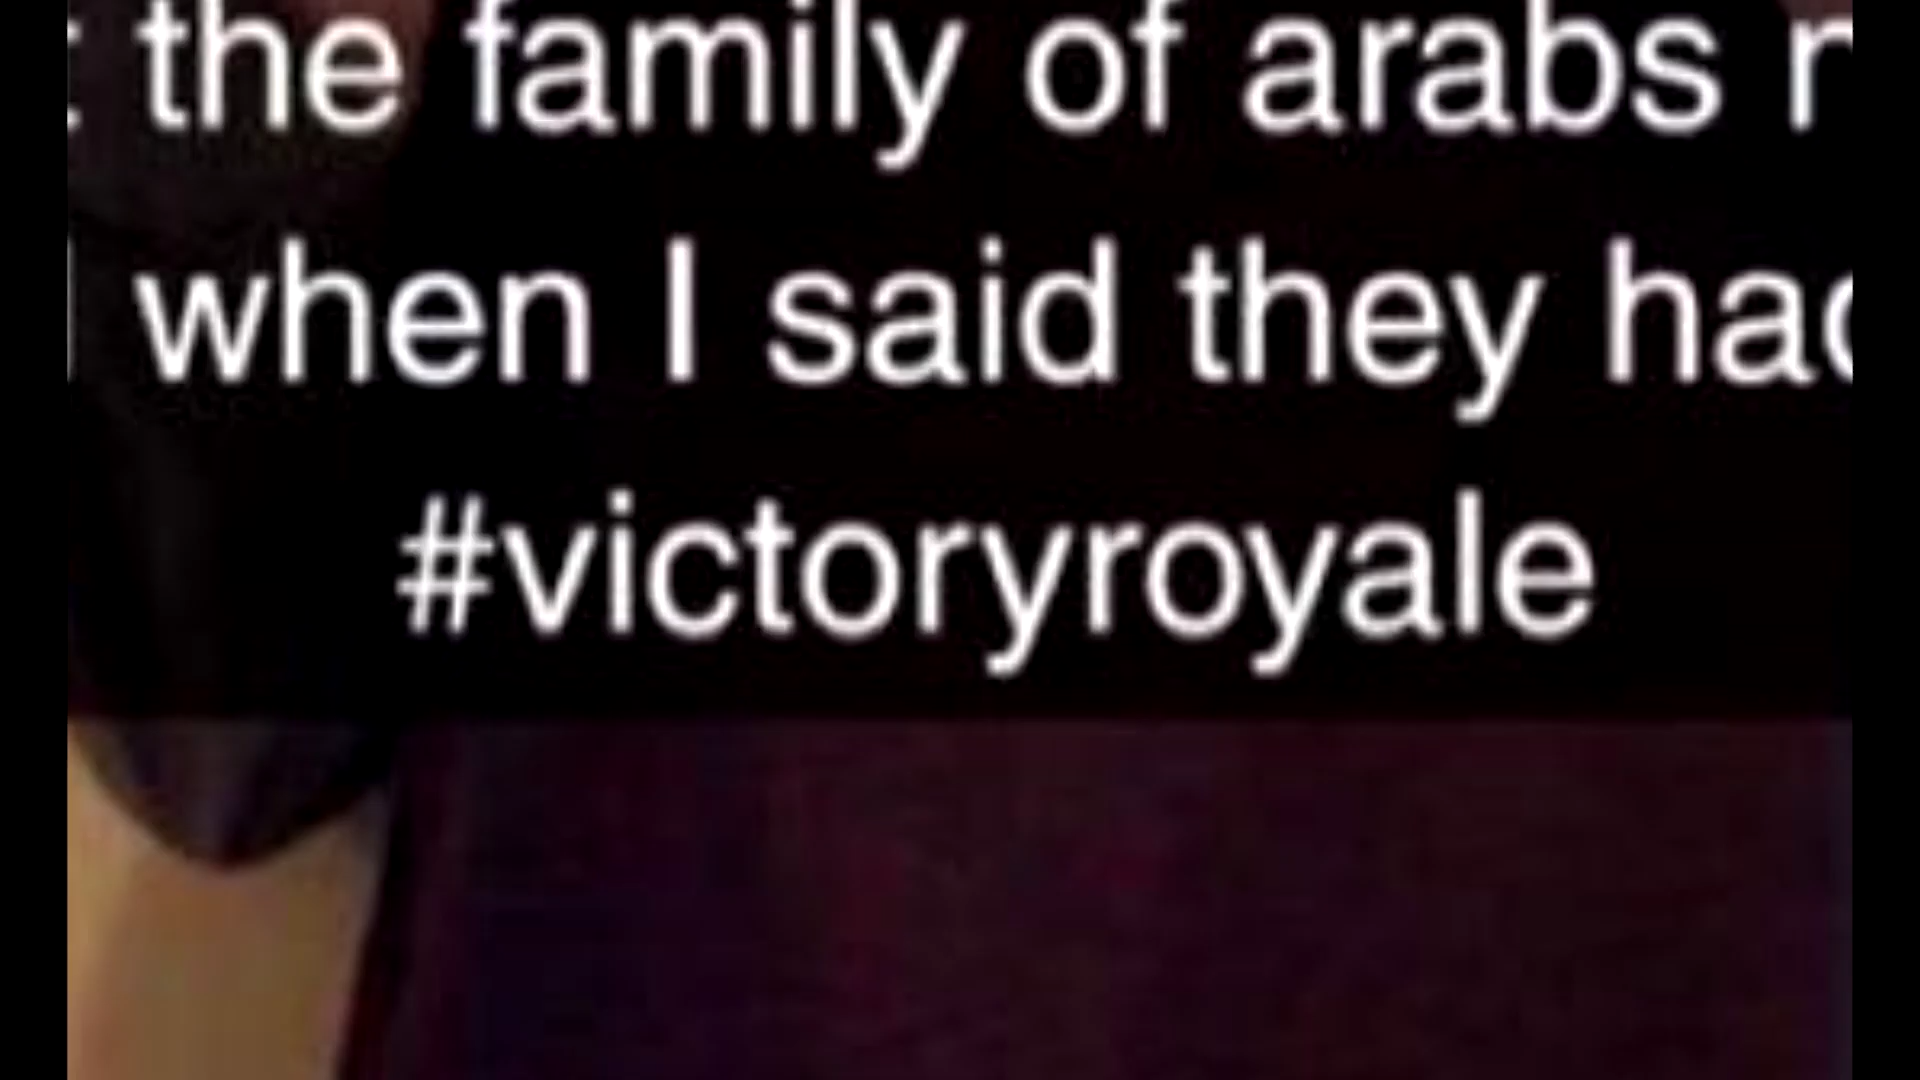 the family of arabs
when I said they
#victoryroyale